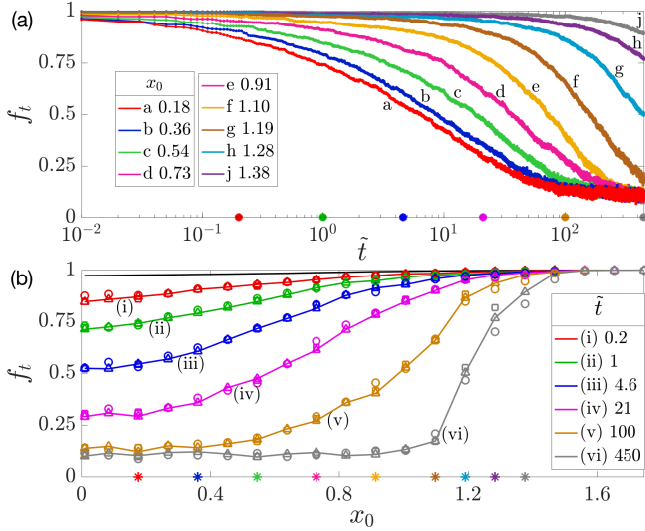 (a)
1
0.75
0.5
0.25
0
f_t
x_0
a 0.18
b 0.36
c 0.54
d 0.73
e 0.91
f 1.10
g 1.19
h 1.28
j 1.38
a
b
c
d
e
f
g
h
j
10^{-2}
10^{-1}
10^{0}
10^{1}
10^{2}
t̃
(b)
1
0.75
0.5
0.25
0
f_t
(i)
(ii)
(iii)
(iv)
(v)
(vi)
t̃
(i) 0.2
(ii) 1
(iii) 4.6
(iv) 21
(v) 100
(vi) 450
0
0.4
0.8
1.2
1.6
x_0